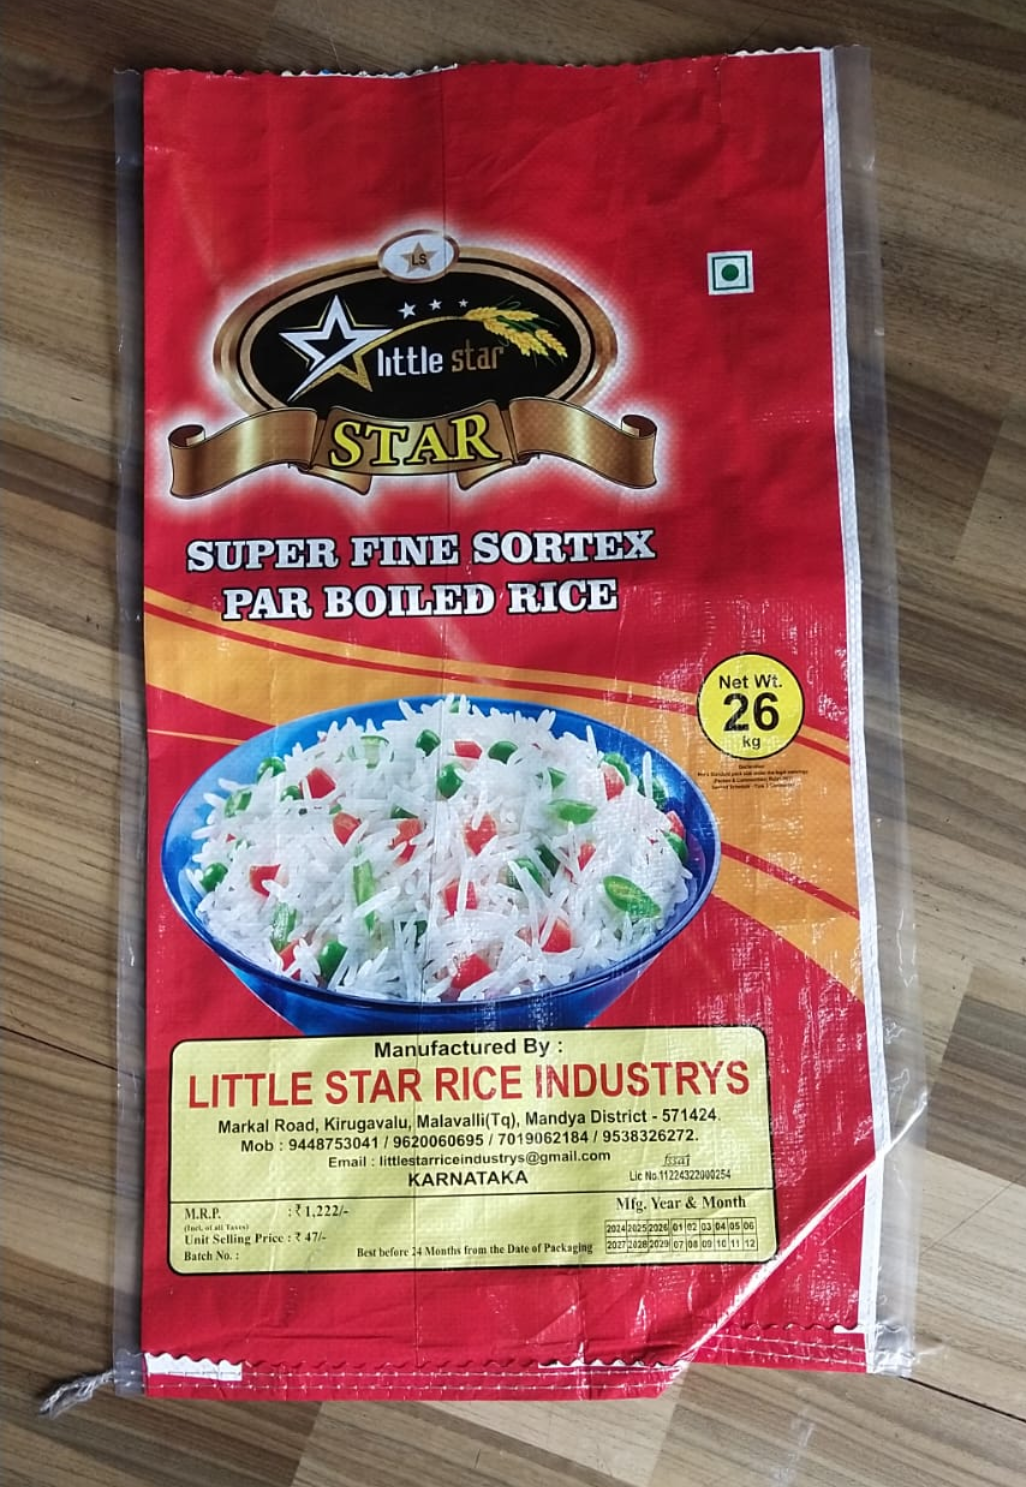 LS
little star
STAR
SUPER FINE SORTEX
PAR BOILED RICE
Net Wt.
26
kg
Manufactured By :
LITTLE STAR RICE INDUSTRYS
Markal Road, Kirugavalu, Malavalli(Tq), Mandya District - 571424.
Mob : 9448753041 / 9620060695 / 7019062184 / 9538326272.
Email : littlestarriceindustrys@gmail.com
fssai
KARNATAKA
Lic No.11224322000254
M.R.P. : ₹ 1,222/-
(Incl. of all Taxes)
Unit Selling Price : ₹ 47/-
Batch No. :
Best before 24 Months from the Date of Packaging
Mfg. Year & Month
2024 2025 2026 01 02 03 04 05 06
2027 2028 2029 07 08 09 10 11 12